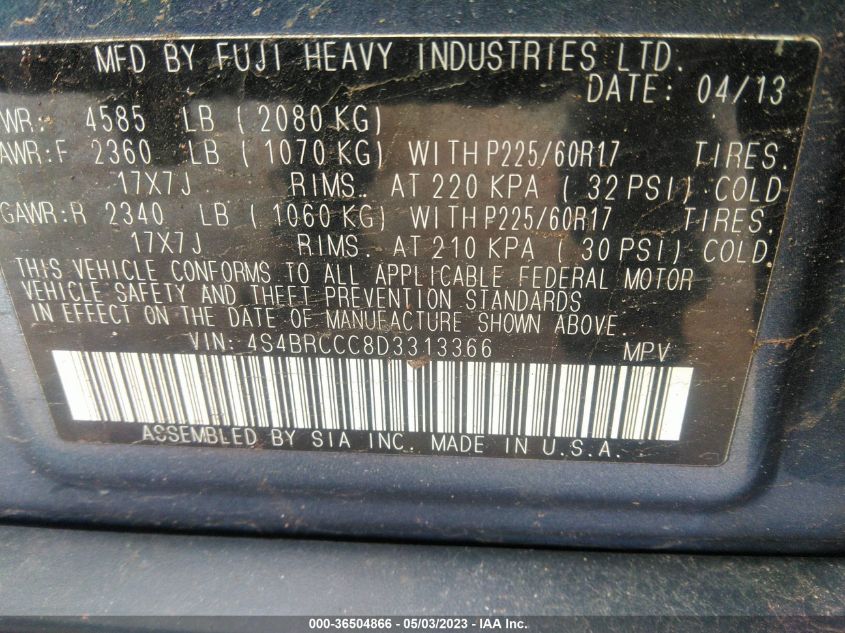 MFD BY FUJI HEAVY INDUSTRIES LTD.
DATE: 04/13
WR: 4585 LB ( 2080 KG)
AWR:F 2360 LB ( 1070 KG) WITH P225/60R17 TIRES.
17X7J RIMS. AT 220 KPA ( 32 PSI) COLD
GAWR:R 2340 LB ( 1060 KG) WITH P225/60R17 TIRES.
17X7J RIMS. AT 210 KPA ( 30 PSI) COLD.
THIS VEHICLE CONFORMS TO ALL APPLICABLE FEDERAL MOTOR
VEHICLE SAFETY AND THEFT PREVENTION STANDARDS
IN EFFECT ON THE DATE OF MANUFACTURE SHOWN ABOVE.
VIN: 4S4BRCCC8D3313366 MPV
ASSEMBLED BY SIA INC. MADE IN U.S.A.
000-36504866 - 05/03/2023 - IAA Inc.